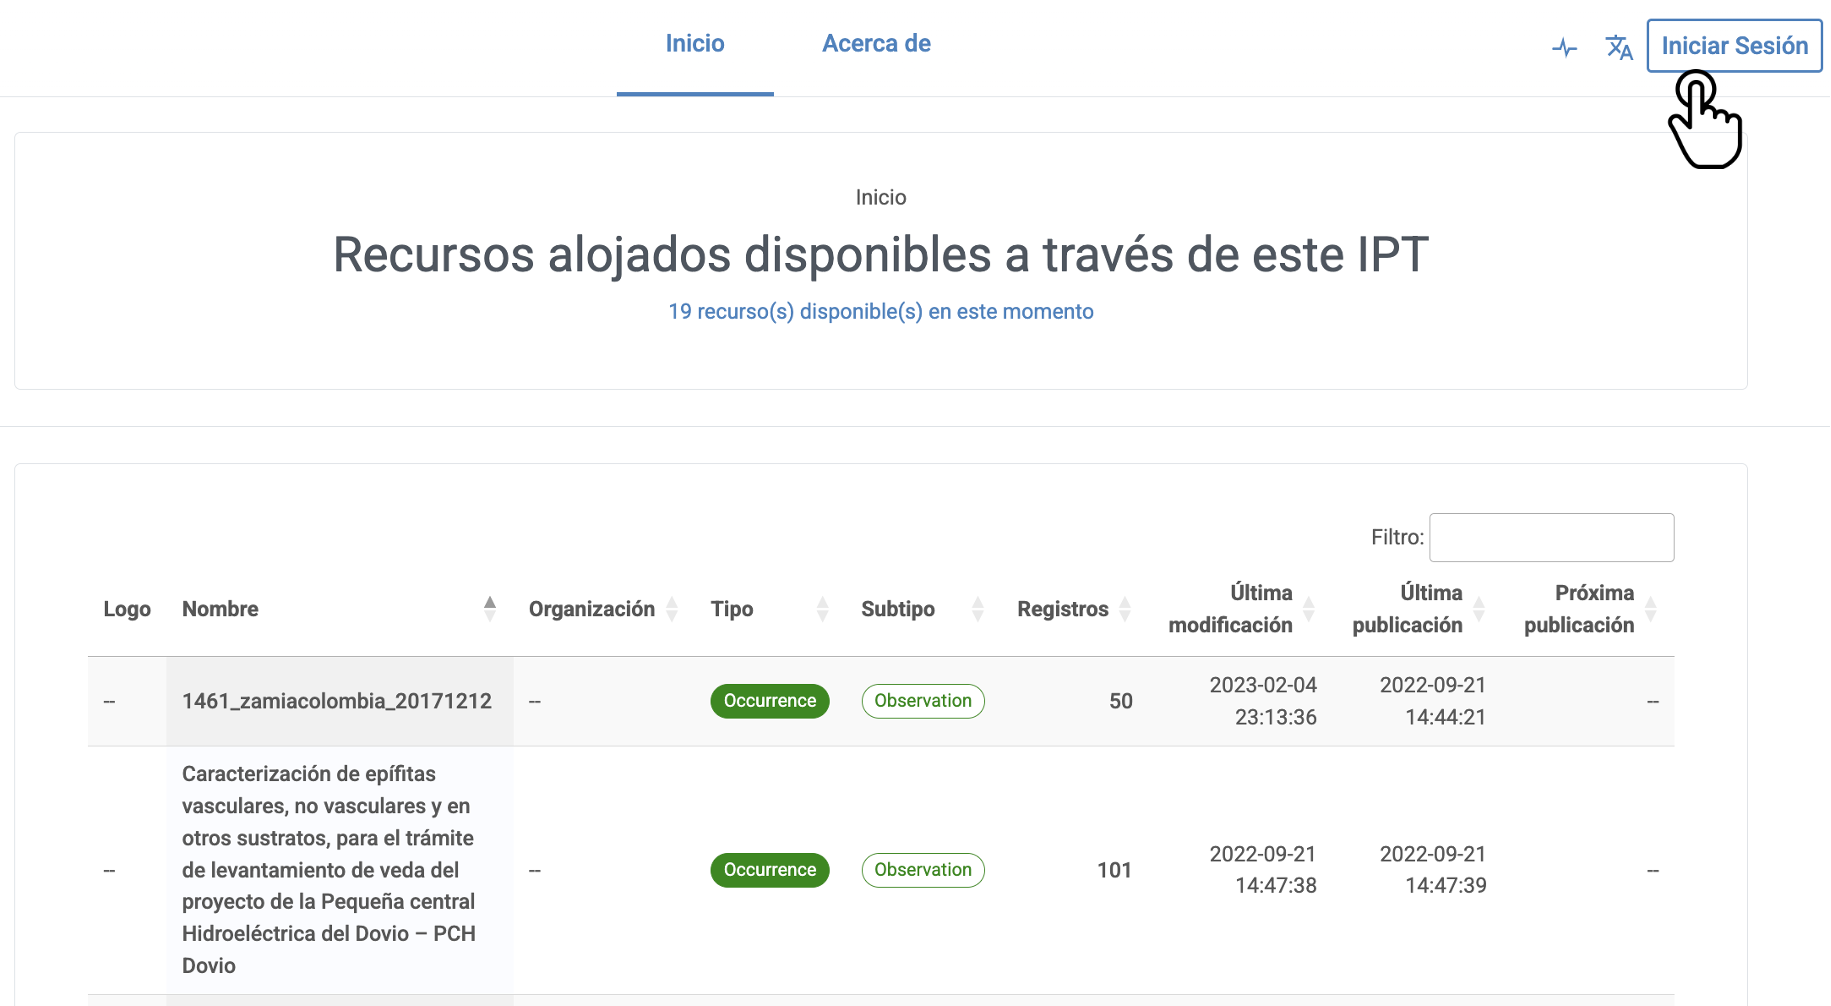 Inicio
Acerca de
Iniciar Sesión
Inicio
Recursos alojados disponibles a través de este IPT
19 recurso(s) disponible(s) en este momento
Filtro:
Logo
Nombre
Organización
Tipo
Subtipo
Registros
Última
modificación
Última
publicación
Próxima
publicación
--
1461_zamiacolombia_20171212
--
Occurrence
Observation
50
2023-02-04
23:13:36
2022-09-21
14:44:21
--
--
Caracterización de epífitas
vasculares, no vasculares y en
otros sustratos, para el trámite
de levantamiento de veda del
proyecto de la Pequeña central
Hidroeléctrica del Dovio – PCH
Dovio
--
Occurrence
Observation
101
2022-09-21
14:47:38
2022-09-21
14:47:39
--